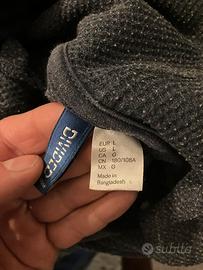 DIVIDED
EUR L
US L
CA G
CN 180/108A
MX G
Made in
Bangladesh
subito